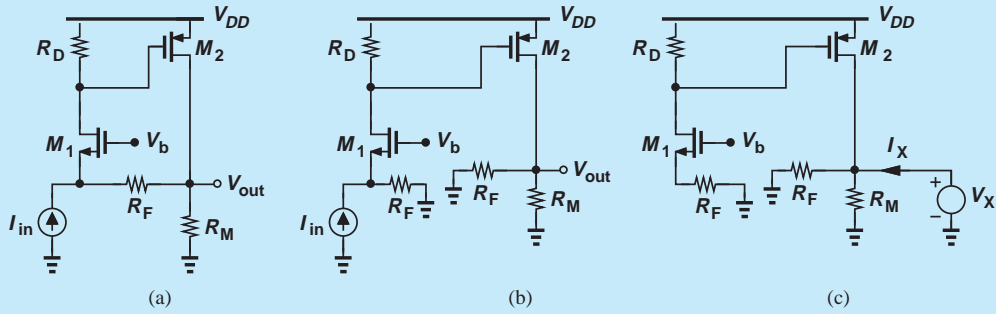 V_DD
R_D
M_2
M_1
V_b
V_out
R_F
I_in
R_M
(a)
V_DD
R_D
M_2
M_1
V_b
R_F
V_out
R_F
I_in
R_M
(b)
V_DD
R_D
M_2
M_1
V_b
I_X
R_F
R_F
R_M
+
−
V_X
(c)